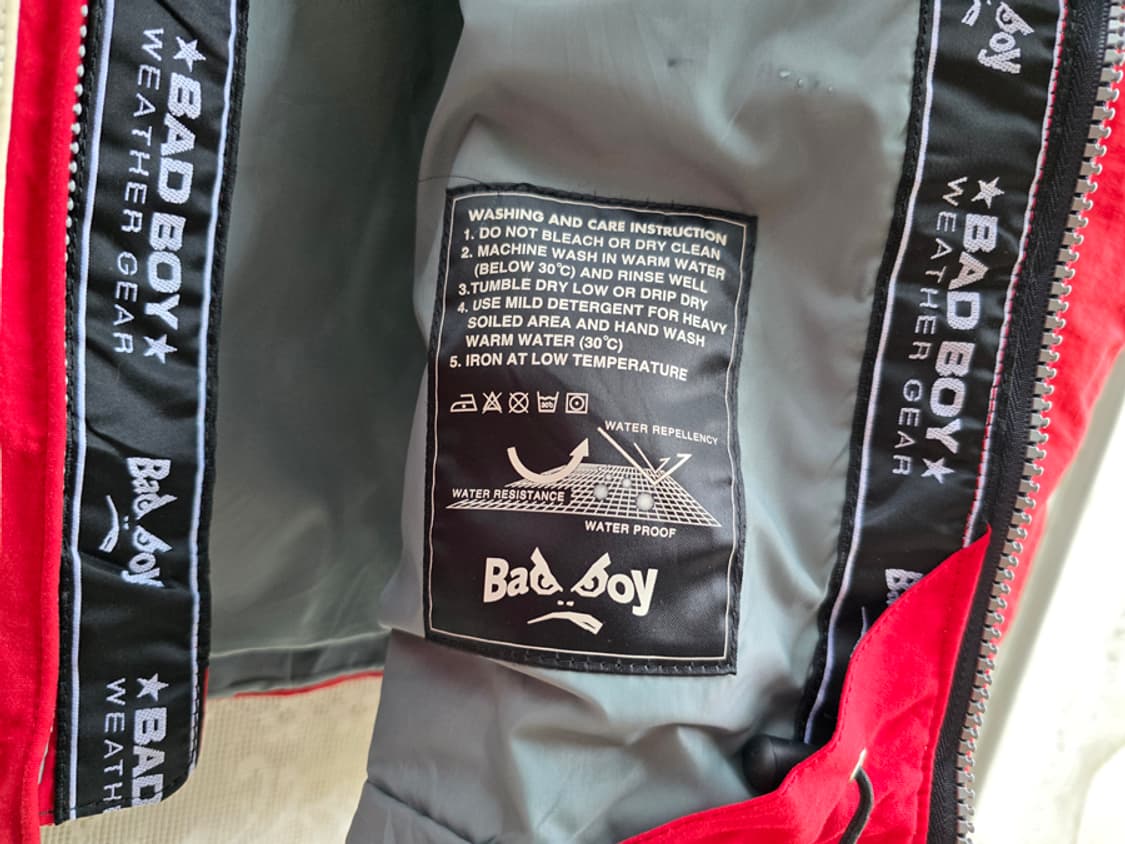 ★BAD BOY★
WEATHER GEAR
Bad boy
★BAD
WEATH
WASHING AND CARE INSTRUCTION
1. DO NOT BLEACH OR DRY CLEAN
2. MACHINE WASH IN WARM WATER
(BELOW 30°C) AND RINSE WELL
3.TUMBLE DRY LOW OR DRIP DRY
4. USE MILD DETERGENT FOR HEAVY
SOILED AREA AND HAND WASH
WARM WATER (30°C)
5. IRON AT LOW TEMPERATURE
WATER REPELLENCY
WATER RESISTANCE
WATER PROOF
Bad boy
boy
★BAD BOY★
WEATHER GEAR